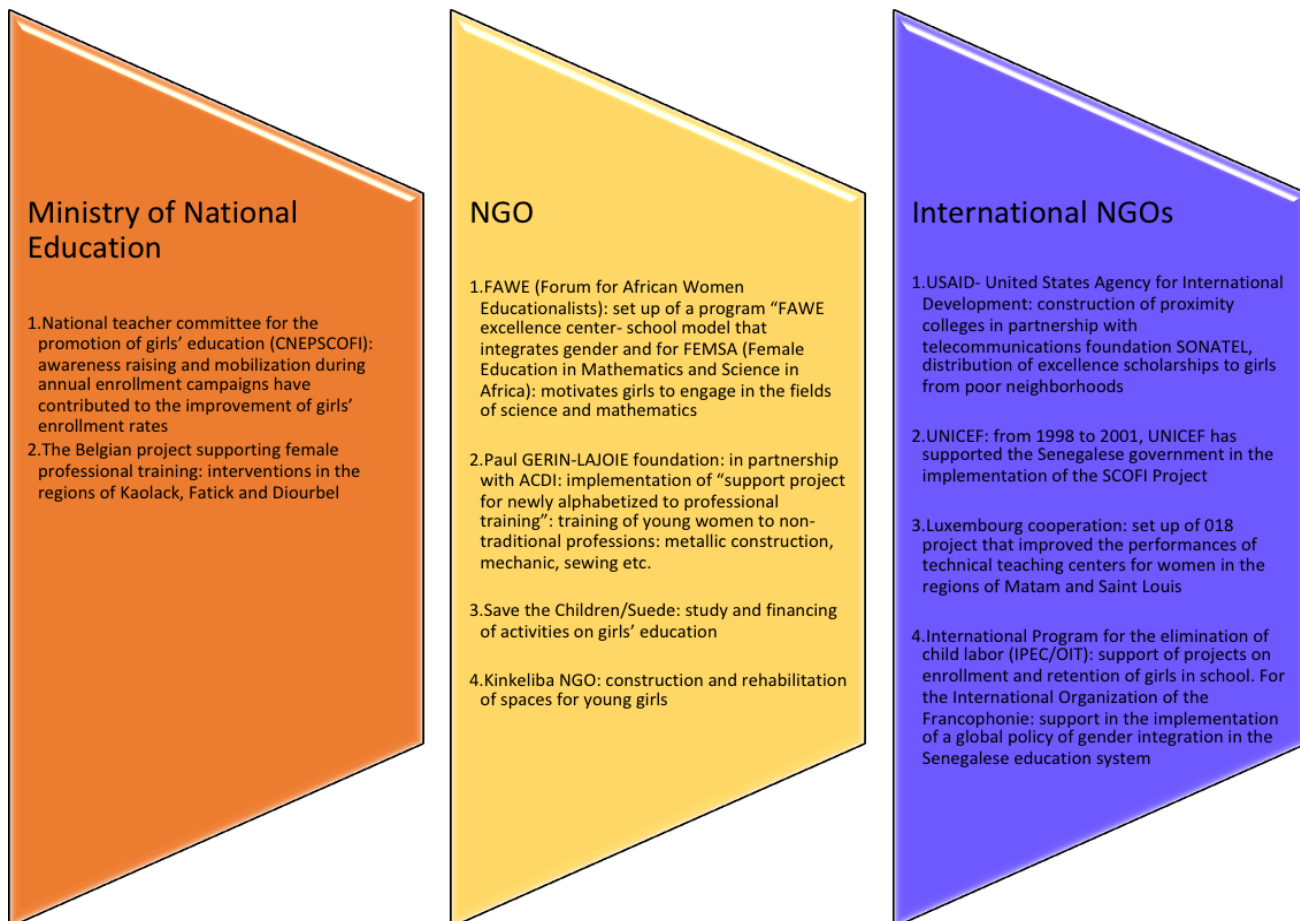 Ministry of National
Education
1.National teacher committee for the
promotion of girls’ education (CNEPSCOFI):
awareness raising and mobilization during
annual enrollment campaigns have
contributed to the improvement of girls’
enrollment rates
2.The Belgian project supporting female
professional training: interventions in the
regions of Kaolack, Fatick and Diourbel
NGO
1.FAWE (Forum for African Women
Educationalists): set up of a program “FAWE
excellence center- school model that
integrates gender and for FEMSA (Female
Education in Mathematics and Science in
Africa): motivates girls to engage in the fields
of science and mathematics
2.Paul GERIN-LAJOIE foundation: in partnership
with ACDI: implementation of “support project
for newly alphabetized to professional
training”: training of young women to non-
traditional professions: metallic construction,
mechanic, sewing etc.
3.Save the Children/Suede: study and financing
of activities on girls’ education
4.Kinkeliba NGO: construction and rehabilitation
of spaces for young girls
International NGOs
1.USAID- United States Agency for International
Development: construction of proximity
colleges in partnership with
telecommunications foundation SONATEL,
distribution of excellence scholarships to girls
from poor neighborhoods
2.UNICEF: from 1998 to 2001, UNICEF has
supported the Senegalese government in the
implementation of the SCOFI Project
3.Luxembourg cooperation: set up of 018
project that improved the performances of
technical teaching centers for women in the
regions of Matam and Saint Louis
4.International Program for the elimination of
child labor (IPEC/OIT): support of projects on
enrollment and retention of girls in school. For
the International Organization of the
Francophonie: support in the implementation
of a global policy of gender integration in the
Senegalese education system